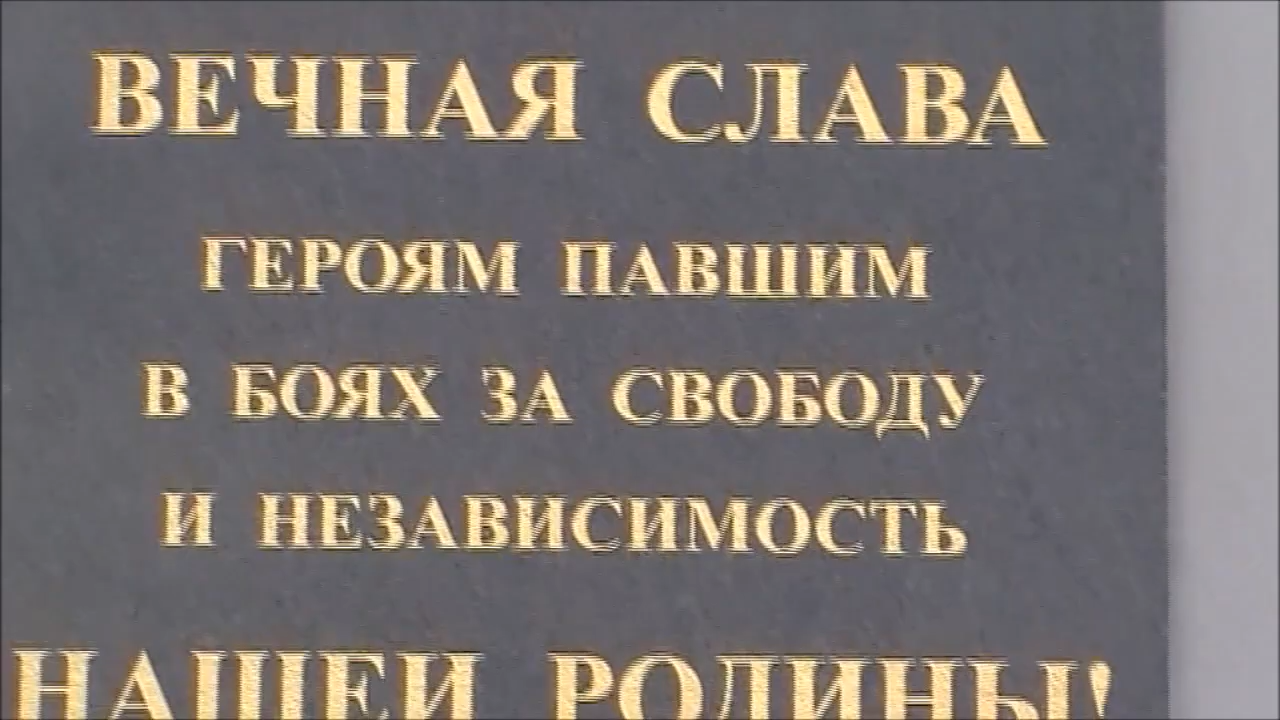 ВЕЧНАЯ СЛАВА
ГЕРОЯМ ПАВШИМ
В БОЯХ ЗА СВОБОДУ
И НЕЗАВИСИМОСТЬ
НАШЕЙ РОДИНЫ!